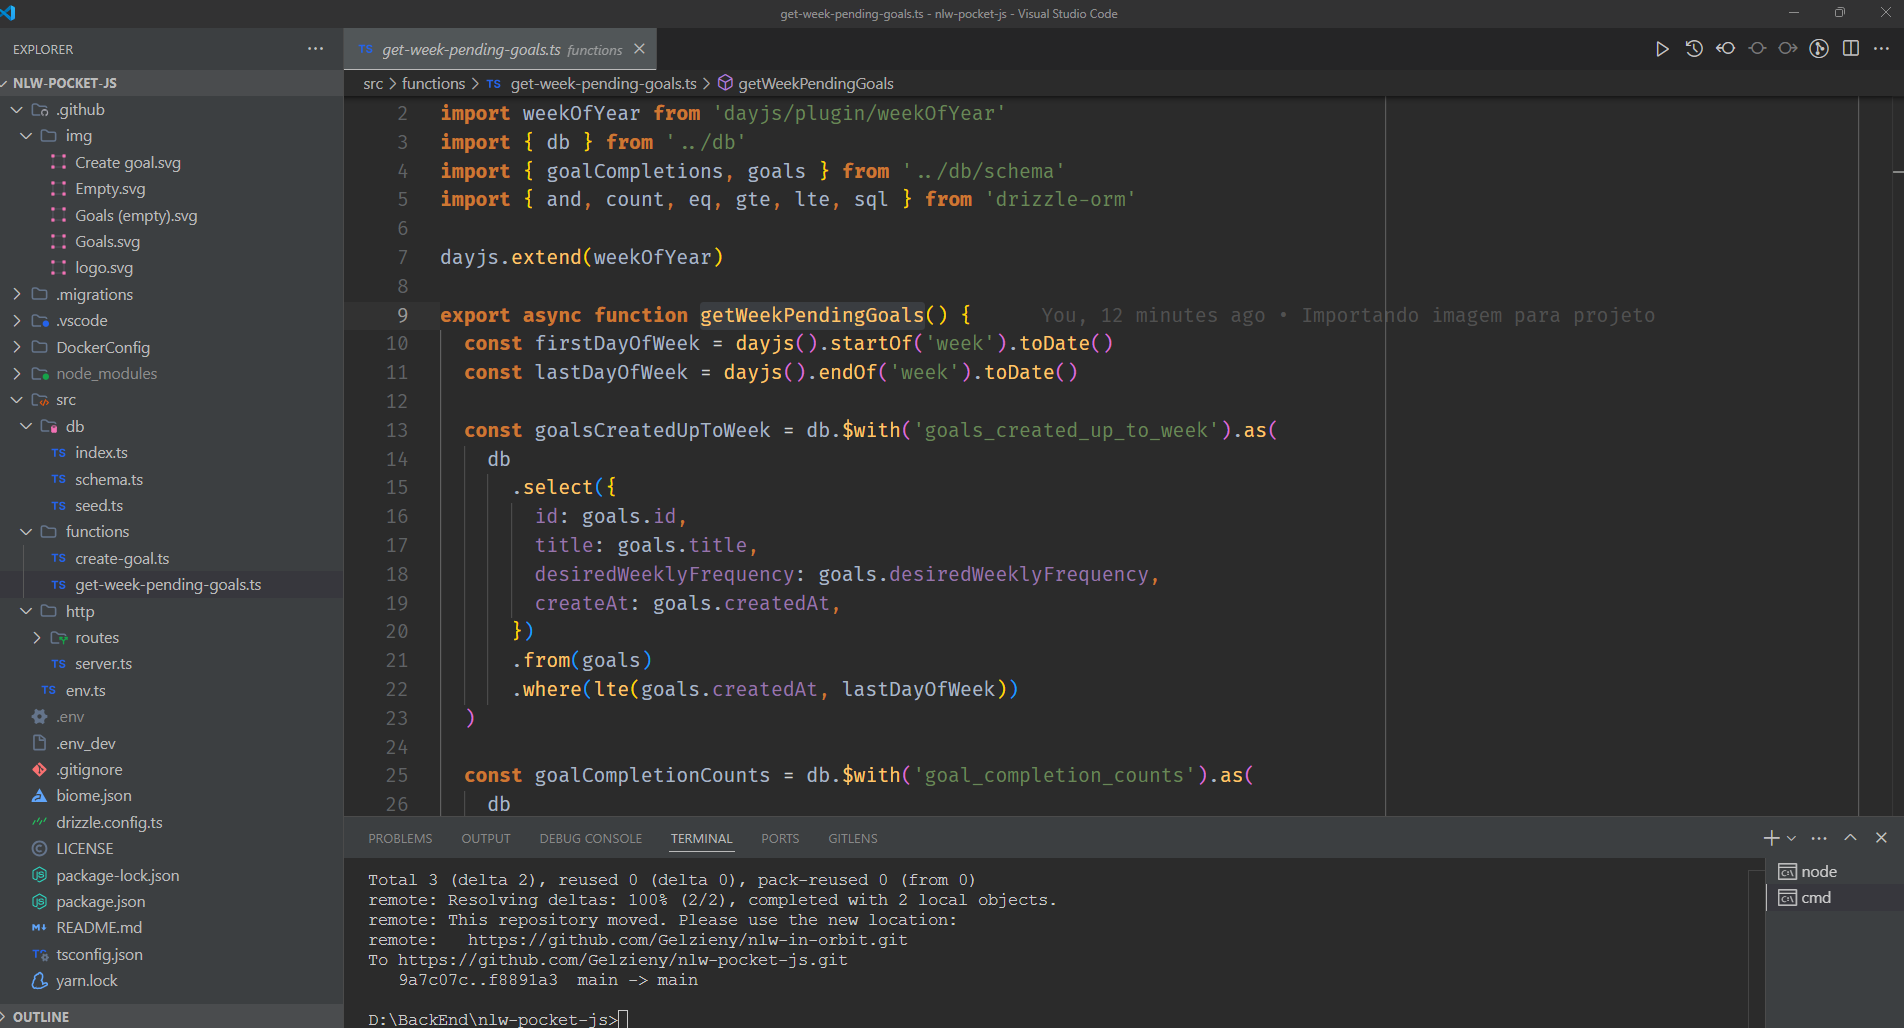 get-week-pending-goals.ts - nlw-pocket-js - Visual Studio Code
EXPLORER
NLW-POCKET-JS
.github
img
Create goal.svg
Empty.svg
Goals (empty).svg
Goals.svg
logo.svg
.migrations
.vscode
DockerConfig
node_modules
src
db
TS index.ts
TS schema.ts
TS seed.ts
functions
TS create-goal.ts
TS get-week-pending-goals.ts
http
routes
TS server.ts
TS env.ts
.env
.env_dev
.gitignore
biome.json
drizzle.config.ts
LICENSE
package-lock.json
package.json
README.md
tsconfig.json
yarn.lock
OUTLINE
TS get-week-pending-goals.ts functions
src > functions > TS get-week-pending-goals.ts > getWeekPendingGoals
2 import weekOfYear from 'dayjs/plugin/weekOfYear'
3 import { db } from '../db'
4 import { goalCompletions, goals } from '../db/schema'
5 import { and, count, eq, gte, lte, sql } from 'drizzle-orm'
6
7 dayjs.extend(weekOfYear)
8
9 export async function getWeekPendingGoals() { You, 12 minutes ago • Importando imagem para projeto
10 const firstDayOfWeek = dayjs().startOf('week').toDate()
11 const lastDayOfWeek = dayjs().endOf('week').toDate()
12
13 const goalsCreatedUpToWeek = db.$with('goals_created_up_to_week').as(
14 db
15 .select({
16 id: goals.id,
17 title: goals.title,
18 desiredWeeklyFrequency: goals.desiredWeeklyFrequency,
19 createAt: goals.createdAt,
20 })
21 .from(goals)
22 .where(lte(goals.createdAt, lastDayOfWeek))
23 )
24
25 const goalCompletionCounts = db.$with('goal_completion_counts').as(
26 db
PROBLEMS OUTPUT DEBUG CONSOLE TERMINAL PORTS GITLENS
Total 3 (delta 2), reused 0 (delta 0), pack-reused 0 (from 0)
remote: Resolving deltas: 100% (2/2), completed with 2 local objects.
remote: This repository moved. Please use the new location:
remote:   https://github.com/Gelzieny/nlw-in-orbit.git
To https://github.com/Gelzieny/nlw-pocket-js.git
   9a7c07c..f8891a3  main -> main
D:\BackEnd\nlw-pocket-js>
node
cmd